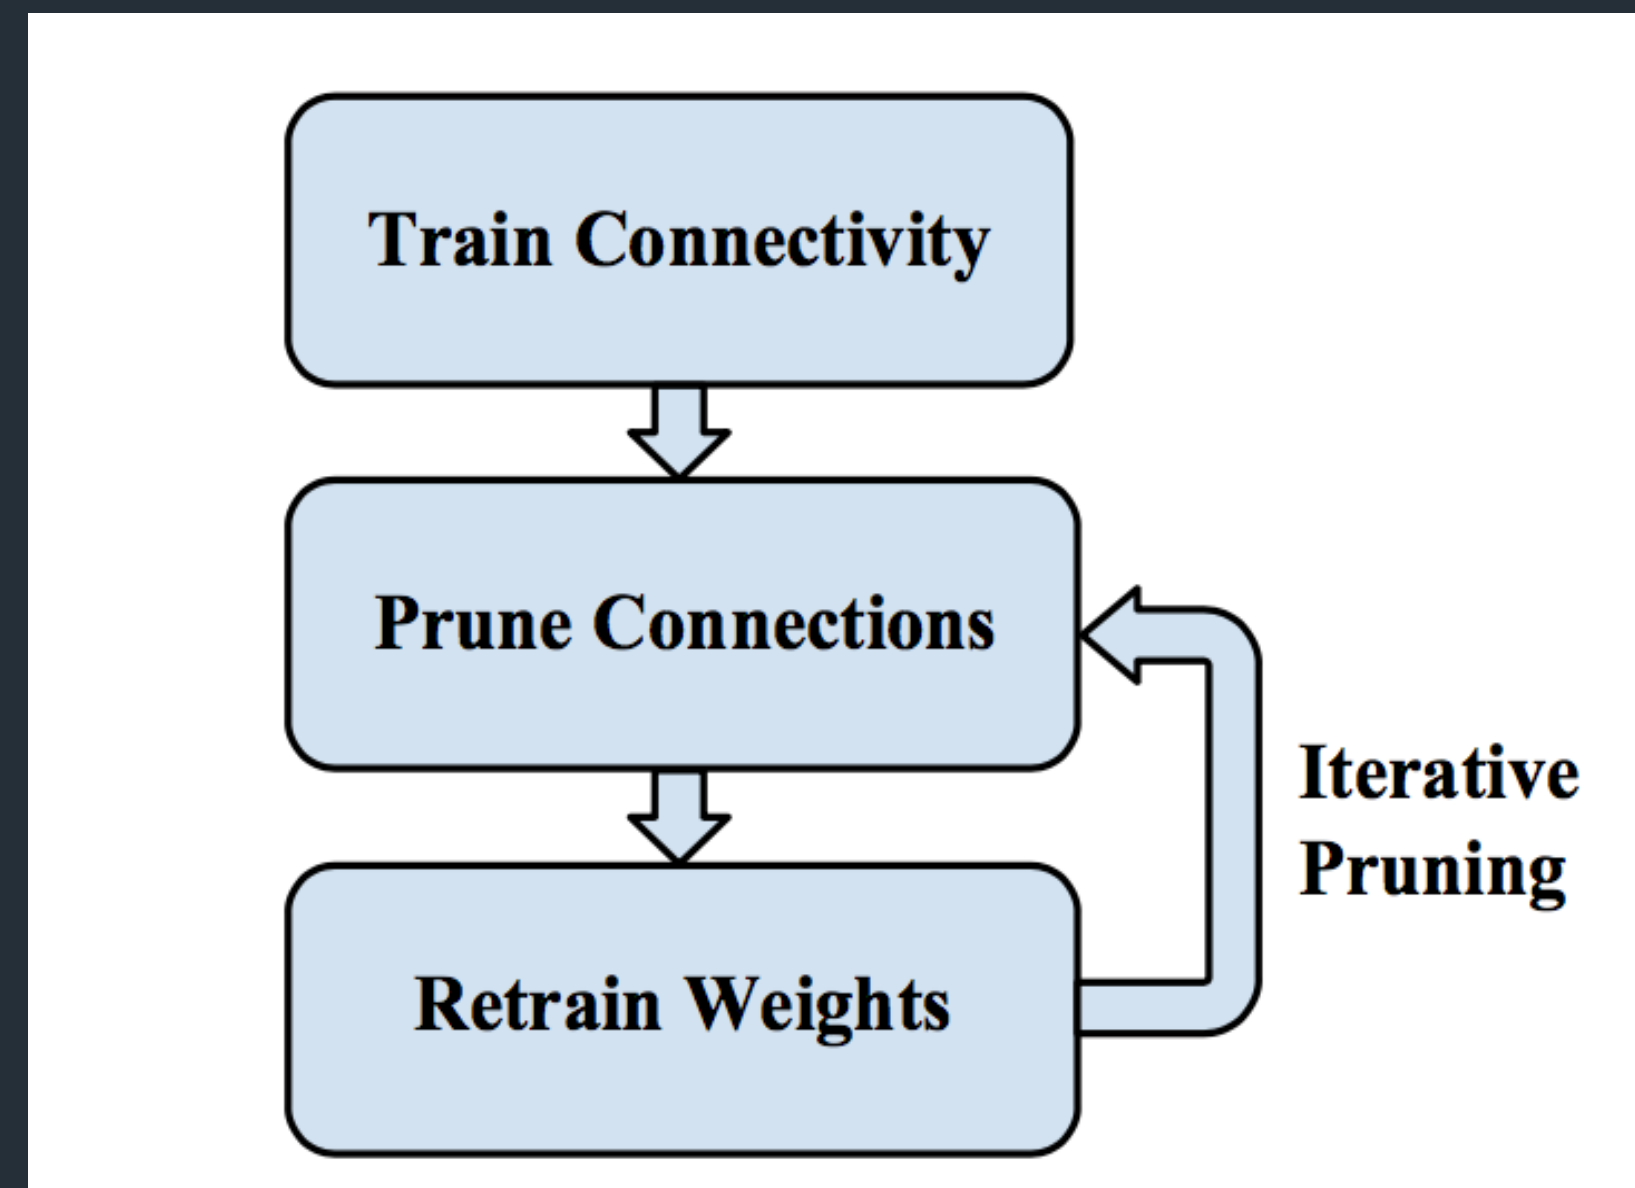 Train Connectivity
Prune Connections
Iterative
Pruning
Retrain Weights